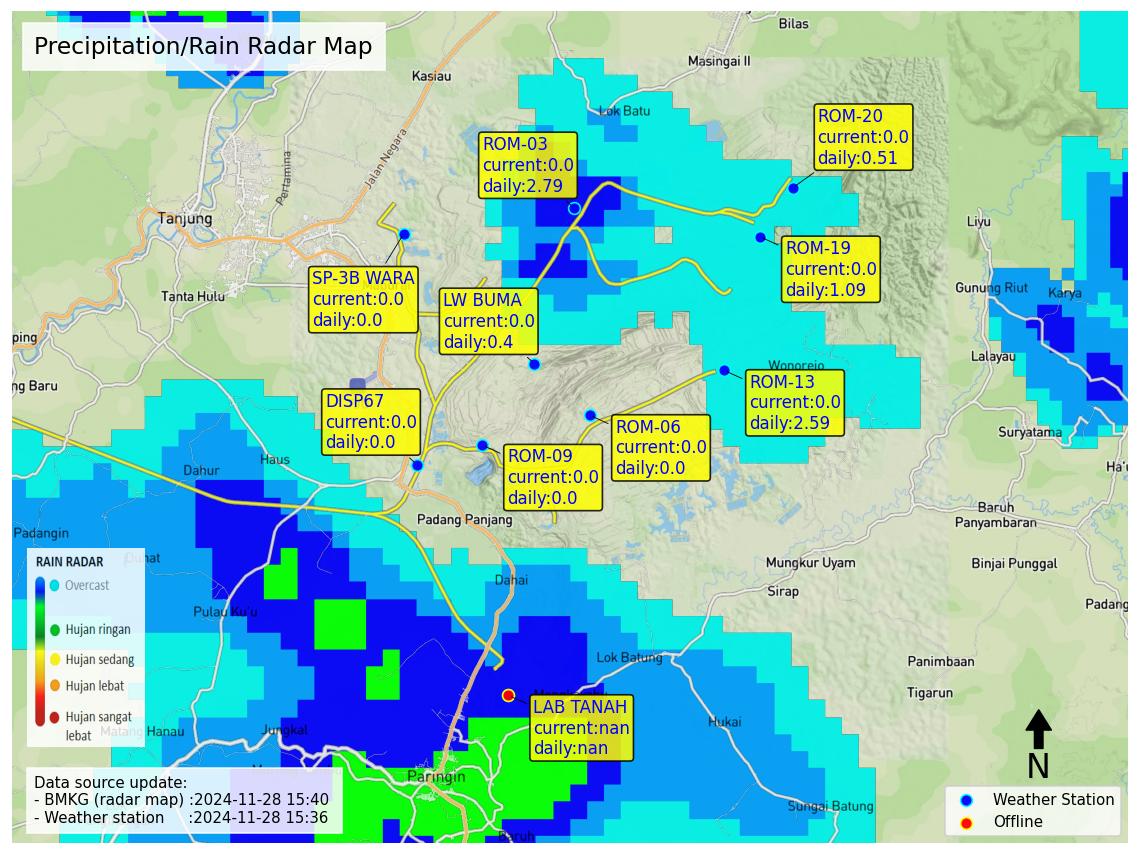 Precipitation/Rain Radar Map
Bilas
Masingai II
Kasiau
Lok Batu
Jalan Negara
Pertamina
ROM-20
current:0.0
daily:0.51
ROM-03
current:0.0
daily:2.79
Tanjung
Liyu
ROM-19
current:0.0
daily:1.09
SP-3B WARA
current:0.0
daily:0.0
Tanta Hulu
LW BUMA
current:0.0
daily:0.4
Gunung Riut
Karya
ping
Lalayau
Wonorejo
ng Baru
ROM-13
current:0.0
daily:2.59
DISP67
current:0.0
daily:0.0
ROM-06
current:0.0
daily:0.0
Suryatama
ROM-09
current:0.0
daily:0.0
Haus
Dahur
Ha'u
Baruh
Panyambaran
Padang Panjang
Padangin
Mungkur Uyam
Binjai Punggal
Dahai
Sirap
Padang
Pulau Ku'u
RAIN RADAR
Overcast
Hujan ringan
Hujan sedang
Hujan lebat
Hujan sangat
lebat
Lok Batung
Panimbaan
Tigarun
LAB TANAH
current:nan
daily:nan
Hukai
Matang Hanau
Jungkal
Paringin
Sungai Batung
Baruh
N
Data source update:
- BMKG (radar map) :2024-11-28 15:40
- Weather station :2024-11-28 15:36
Weather Station
Offline